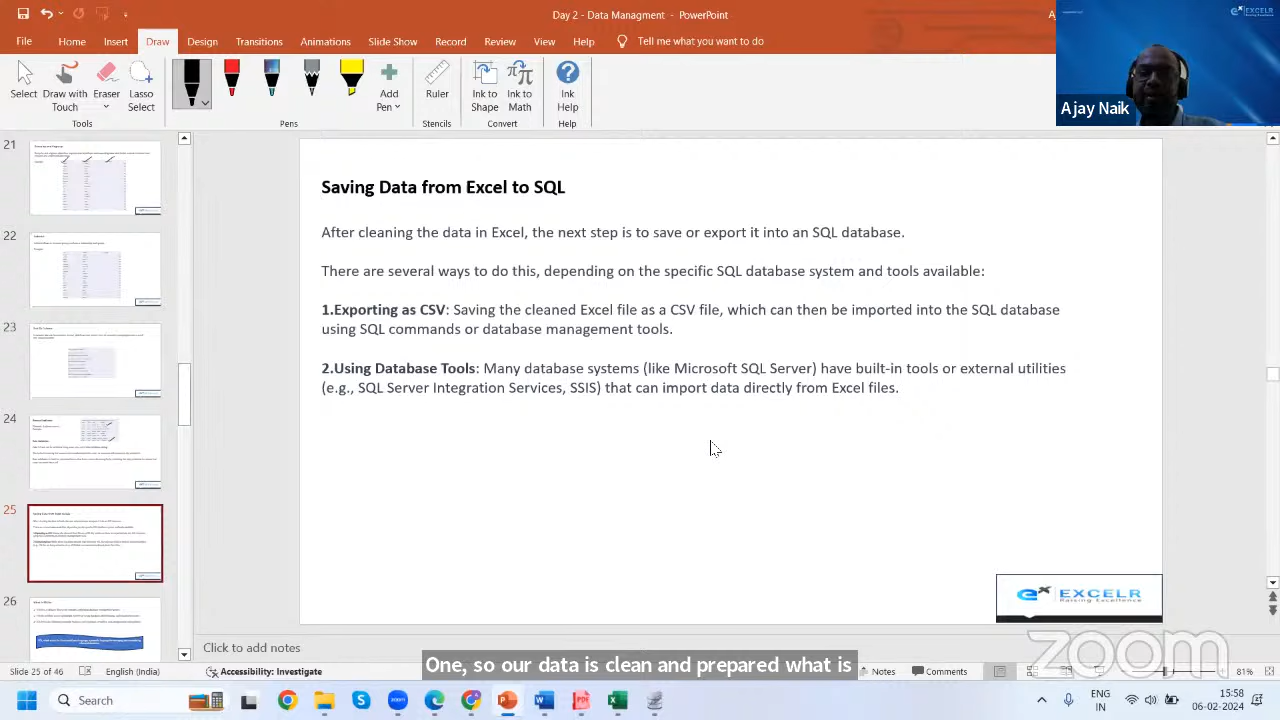 Day 2 - Data Managment - PowerPoint
EXCELR
File Home Insert Draw Design Transitions Animations Slide Show Record Review View Help Tell me what you want to do
Select Draw with Touch Eraser Lasso Select Add Pen Ruler Ink to Shape Ink to Math Ink Help
Tools Pens Stencils Convert Help
Ajay Naik
21
22
23
24
25
26
Saving Data from Excel to SQL
After cleaning the data in Excel, the next step is to save or export it into an SQL database.
There are several ways to do this, depending on the specific SQL database system and tools available:
1.Exporting as CSV: Saving the cleaned Excel file as a CSV file, which can then be imported into the SQL database
using SQL commands or database management tools.
2.Using Database Tools: Many database systems (like Microsoft SQL Server) have built-in tools or external utilities
(e.g., SQL Server Integration Services, SSIS) that can import data directly from Excel files.
EXCELR
Raising Excellence
Click to add notes
One, so our data is clean and prepared what is
zoom
Slide 25 of 46 English (India) Accessibility: Investigate Notes Comments 81%
Search
ENG
IN
15:58
06-02-2024